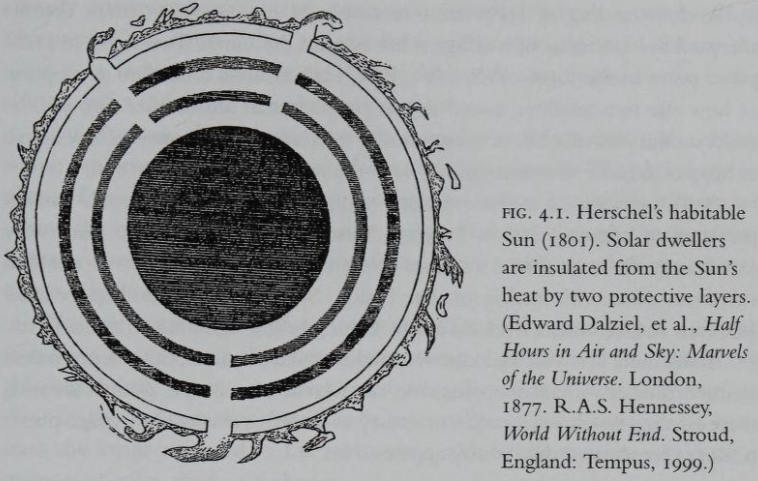 FIG. 4.1. Herschel's habitable
Sun (1801). Solar dwellers
are insulated from the Sun's
heat by two protective layers.
(Edward Dalziel, et al., Half
Hours in Air and Sky: Marvels
of the Universe. London,
1877. R.A.S. Hennessey,
World Without End. Stroud,
England: Tempus, 1999.)